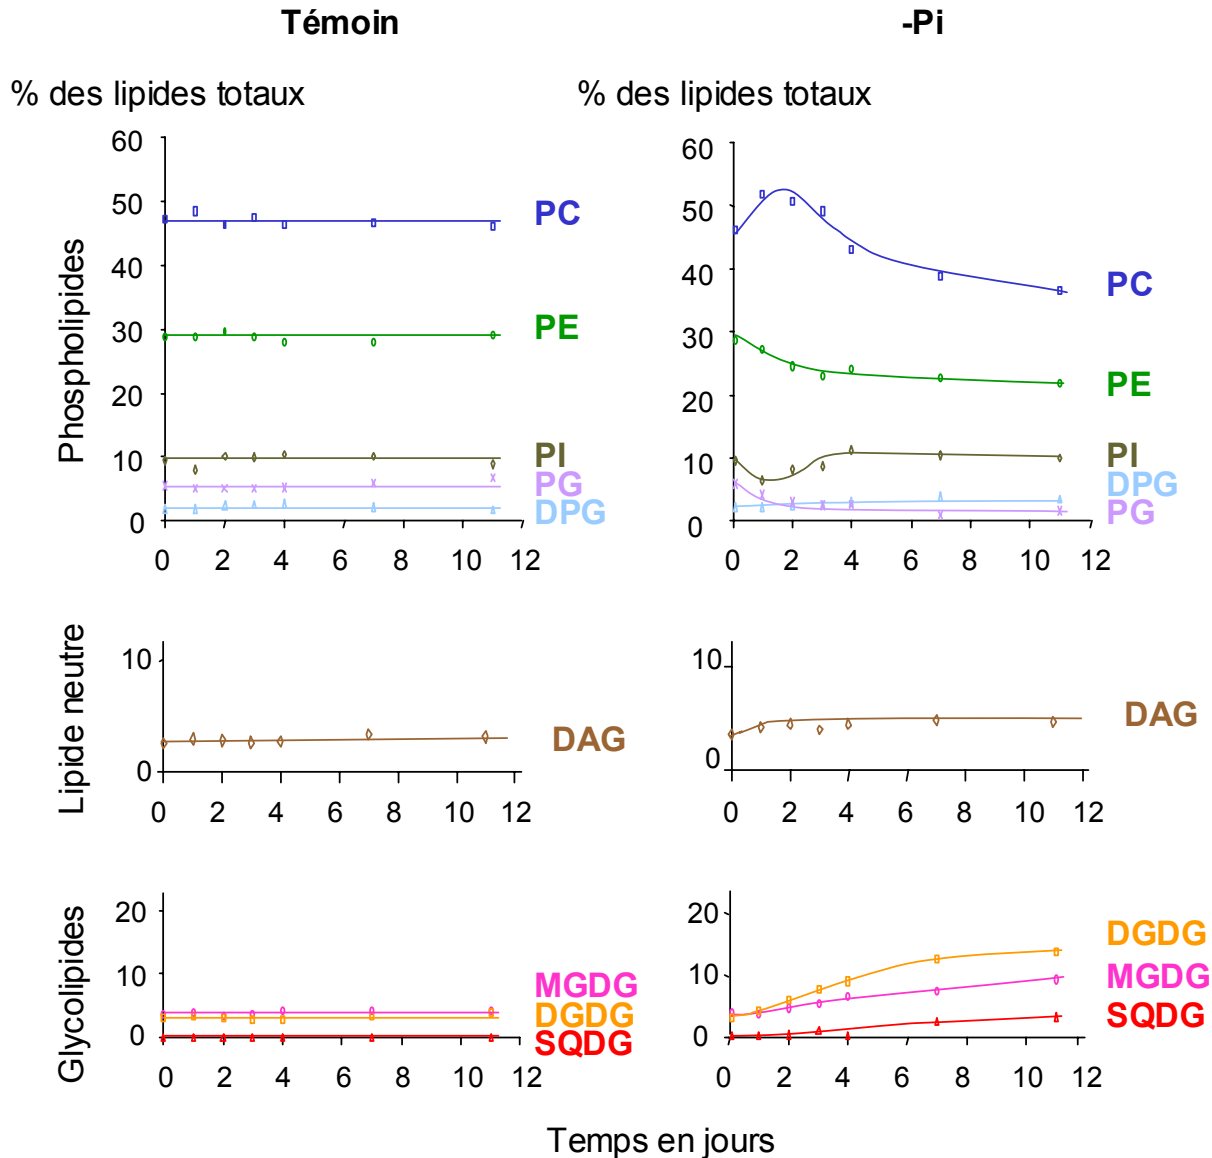 Témoin
-Pi
% des lipides totaux
% des lipides totaux
Phospholipides
60
50
40
30
20
10
0
PC
PE
PI
PG
DPG
0 2 4 6 8 10 12
60
50
40
30
20
10
0
PC
PE
PI
DPG
PG
0 2 4 6 8 10 12
Lipide neutre
10
0
DAG
0 2 4 6 8 10 12
10
0
DAG
0 2 4 6 8 10 12
Glycolipides
20
10
0
MGDG
DGDG
SQDG
0 2 4 6 8 10 12
20
10
0
DGDG
MGDG
SQDG
0 2 4 6 8 10 12
Temps en jours